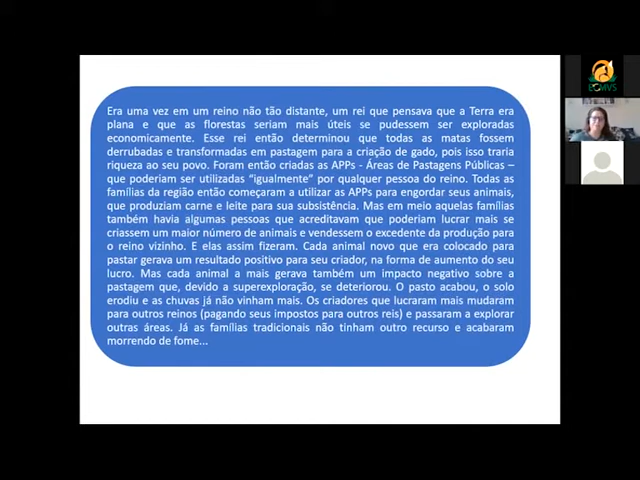 Era uma vez em um reino não tão distante, um rei que pensava que a Terra era
plana e que as florestas seriam mais úteis se pudessem ser exploradas
economicamente. Esse rei então determinou que todas as matas fossem
derrubadas e transformadas em pastagem para a criação de gado, pois isso traria
riqueza ao seu povo. Foram então criadas as APPs - Áreas de Pastagens Públicas –
que poderiam ser utilizadas “igualmente” por qualquer pessoa do reino. Todas as
famílias da região então começaram a utilizar as APPs para engordar seus animais,
que produziam carne e leite para sua subsistência. Mas em meio aquelas famílias
também havia algumas pessoas que acreditavam que poderiam lucrar mais se
criassem um maior número de animais e vendessem o excedente da produção para
o reino vizinho. E elas assim fizeram. Cada animal novo que era colocado para
pastar gerava um resultado positivo para seu criador, na forma de aumento do seu
lucro. Mas cada animal a mais gerava também um impacto negativo sobre a
pastagem que, devido a superexploração, se deteriorou. O pasto acabou, o solo
erodiu e as chuvas já não vinham mais. Os criadores que lucraram mais mudaram
para outros reinos (pagando seus impostos para outros reis) e passaram a explorar
outras áreas. Já as famílias tradicionais não tinham outro recurso e acabaram
morrendo de fome...
ECMVS